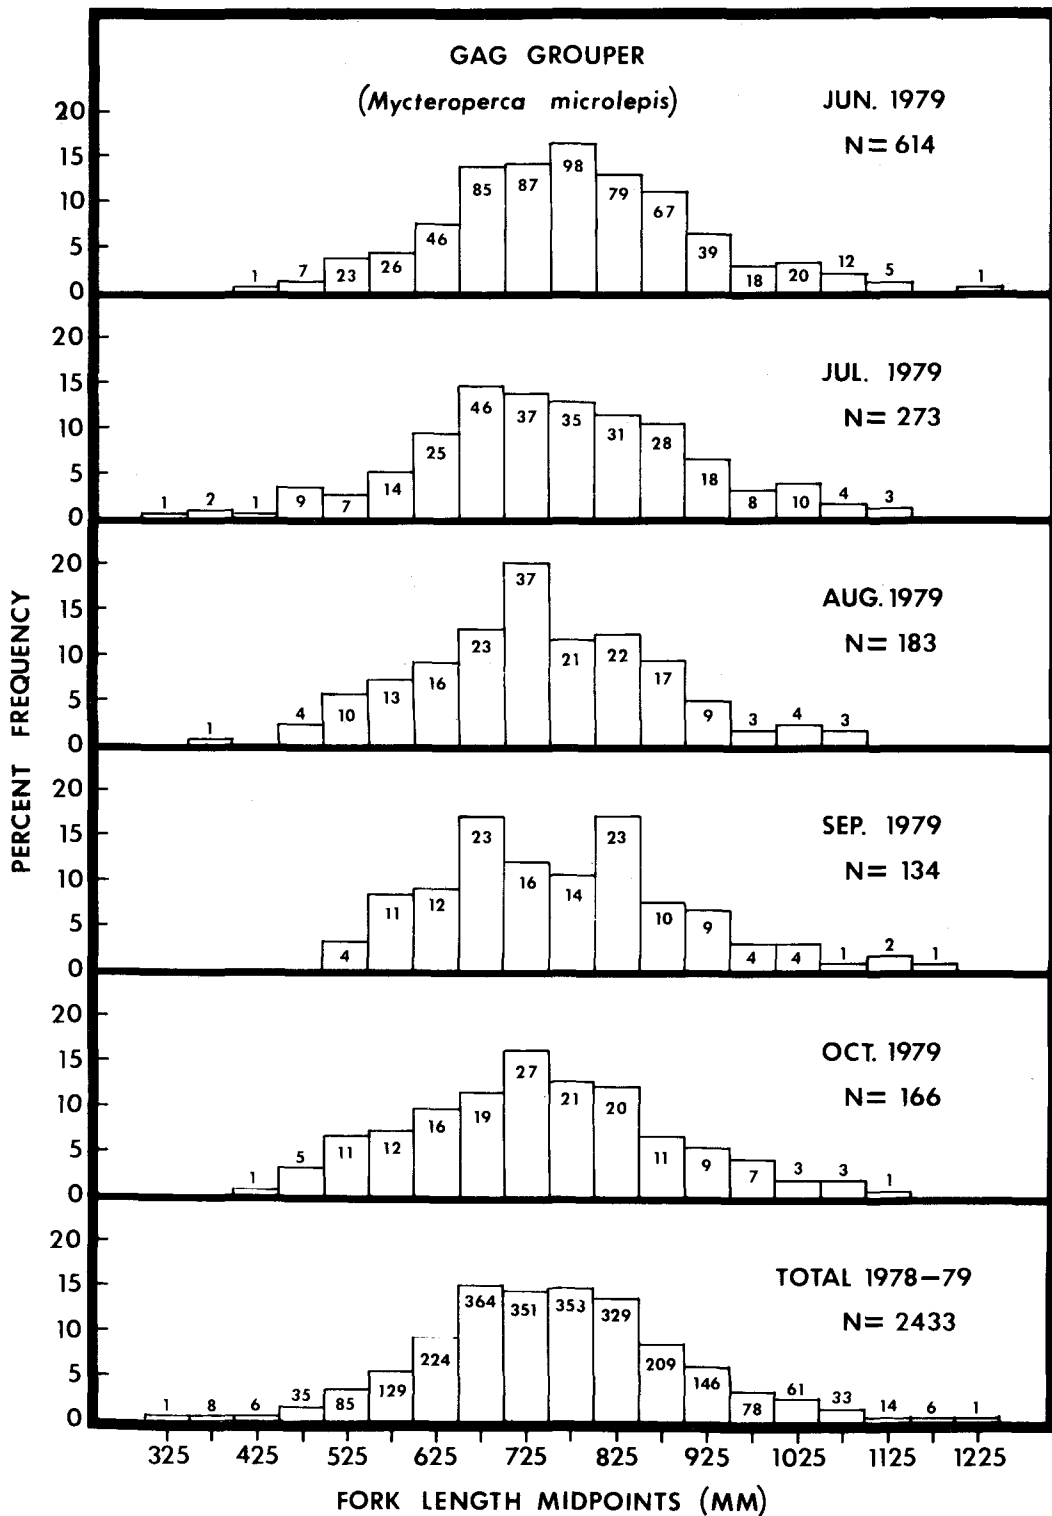 GAG GROUPER
(Mycteroperca microlepis)
JUN. 1979
N= 614
20
15
10
5
0
1 7 23 26 46 85 87 98 79 67 39 18 20 12 5 1
JUL. 1979
N= 273
20
15
10
5
0
1 2 1 9 7 14 25 46 37 35 31 28 18 8 10 4 3
AUG. 1979
N= 183
20
15
10
5
0
1 4 10 13 16 23 37 21 22 17 9 3 4 3
SEP. 1979
N= 134
20
15
10
5
0
4 11 12 23 16 14 23 10 9 4 4 1 2 1
OCT. 1979
N= 166
20
15
10
5
0
1 5 11 12 16 19 27 21 20 11 9 7 3 3 1
TOTAL 1978–79
N= 2433
20
15
10
5
0
1 8 6 35 85 129 224 364 351 353 329 209 146 78 61 33 14 6 1
325 425 525 625 725 825 925 1025 1125 1225
FORK LENGTH MIDPOINTS (MM)
PERCENT FREQUENCY